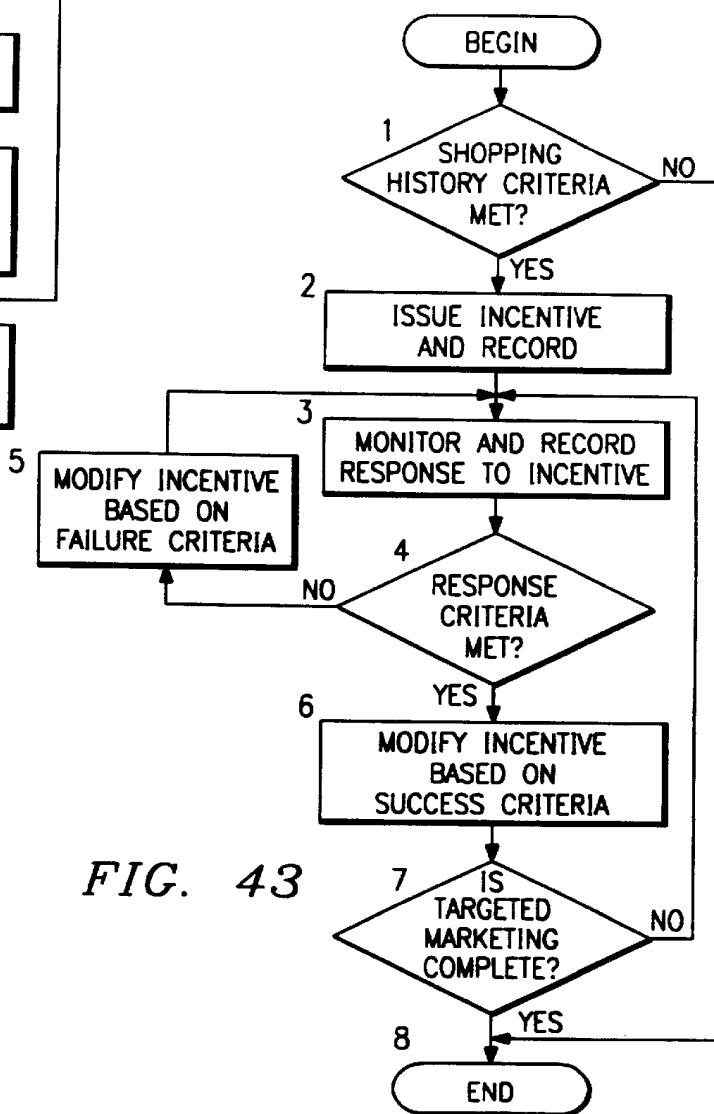 BEGIN
1
SHOPPING
HISTORY CRITERIA
MET?
NO
YES
2
ISSUE INCENTIVE
AND RECORD
3
MONITOR AND RECORD
RESPONSE TO INCENTIVE
5
MODIFY INCENTIVE
BASED ON
FAILURE CRITERIA
4
NO
RESPONSE
CRITERIA
MET?
YES
6
MODIFY INCENTIVE
BASED ON
SUCCESS CRITERIA
FIG. 43
7
IS
TARGETED
MARKETING
COMPLETE?
NO
YES
8
END